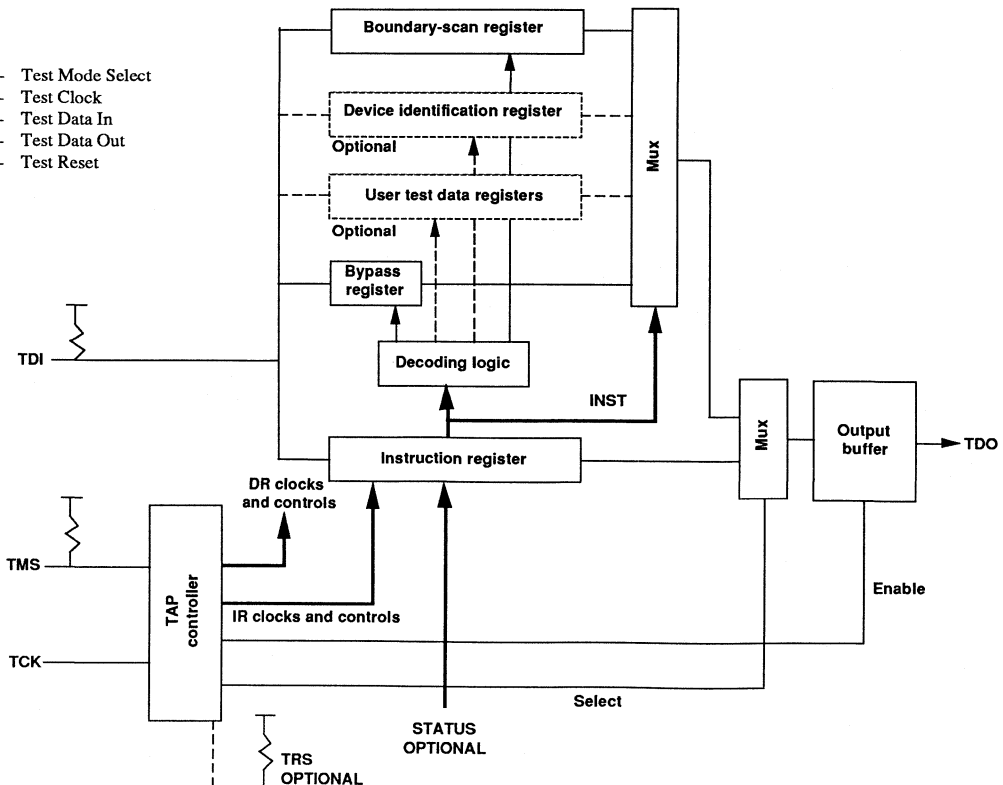 Boundary-scan register
- Test Mode Select
- Test Clock
- Test Data In
- Test Data Out
- Test Reset
Device identification register
Optional
User test data registers
Optional
Mux
Bypass
register
TDI
Decoding logic
INST
Mux
Output
buffer
TDO
Instruction register
DR clocks
and controls
TMS
TAP
controller
IR clocks and controls
Enable
TCK
Select
STATUS
OPTIONAL
TRS
OPTIONAL